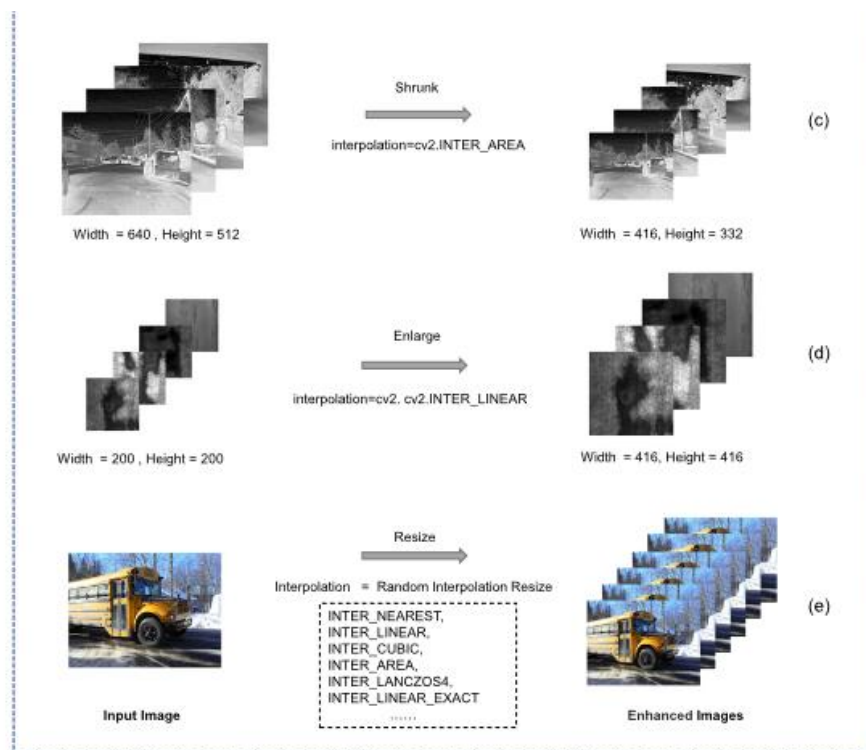 Shrunk
(c)
interpolation=cv2.INTER_AREA
Width = 640 , Height = 512
Width = 416, Height = 332
Enlarge
(d)
interpolation=cv2. cv2.INTER_LINEAR
Width = 200 , Height = 200
Width = 416, Height = 416
Resize
Interpolation = Random Interpolation Resize
(e)
INTER_NEAREST,
INTER_LINEAR,
INTER_CUBIC,
INTER_AREA,
INTER_LANCZOS4,
INTER_LINEAR_EXACT
......
Input Image
Enhanced Images